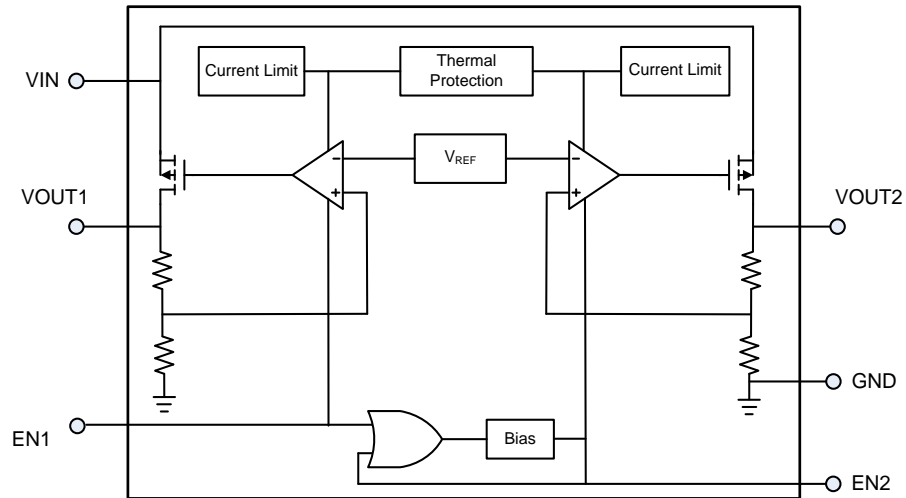 VIN
Current Limit
Thermal
Protection
Current Limit
VREF
VOUT1
VOUT2
GND
EN1
Bias
EN2